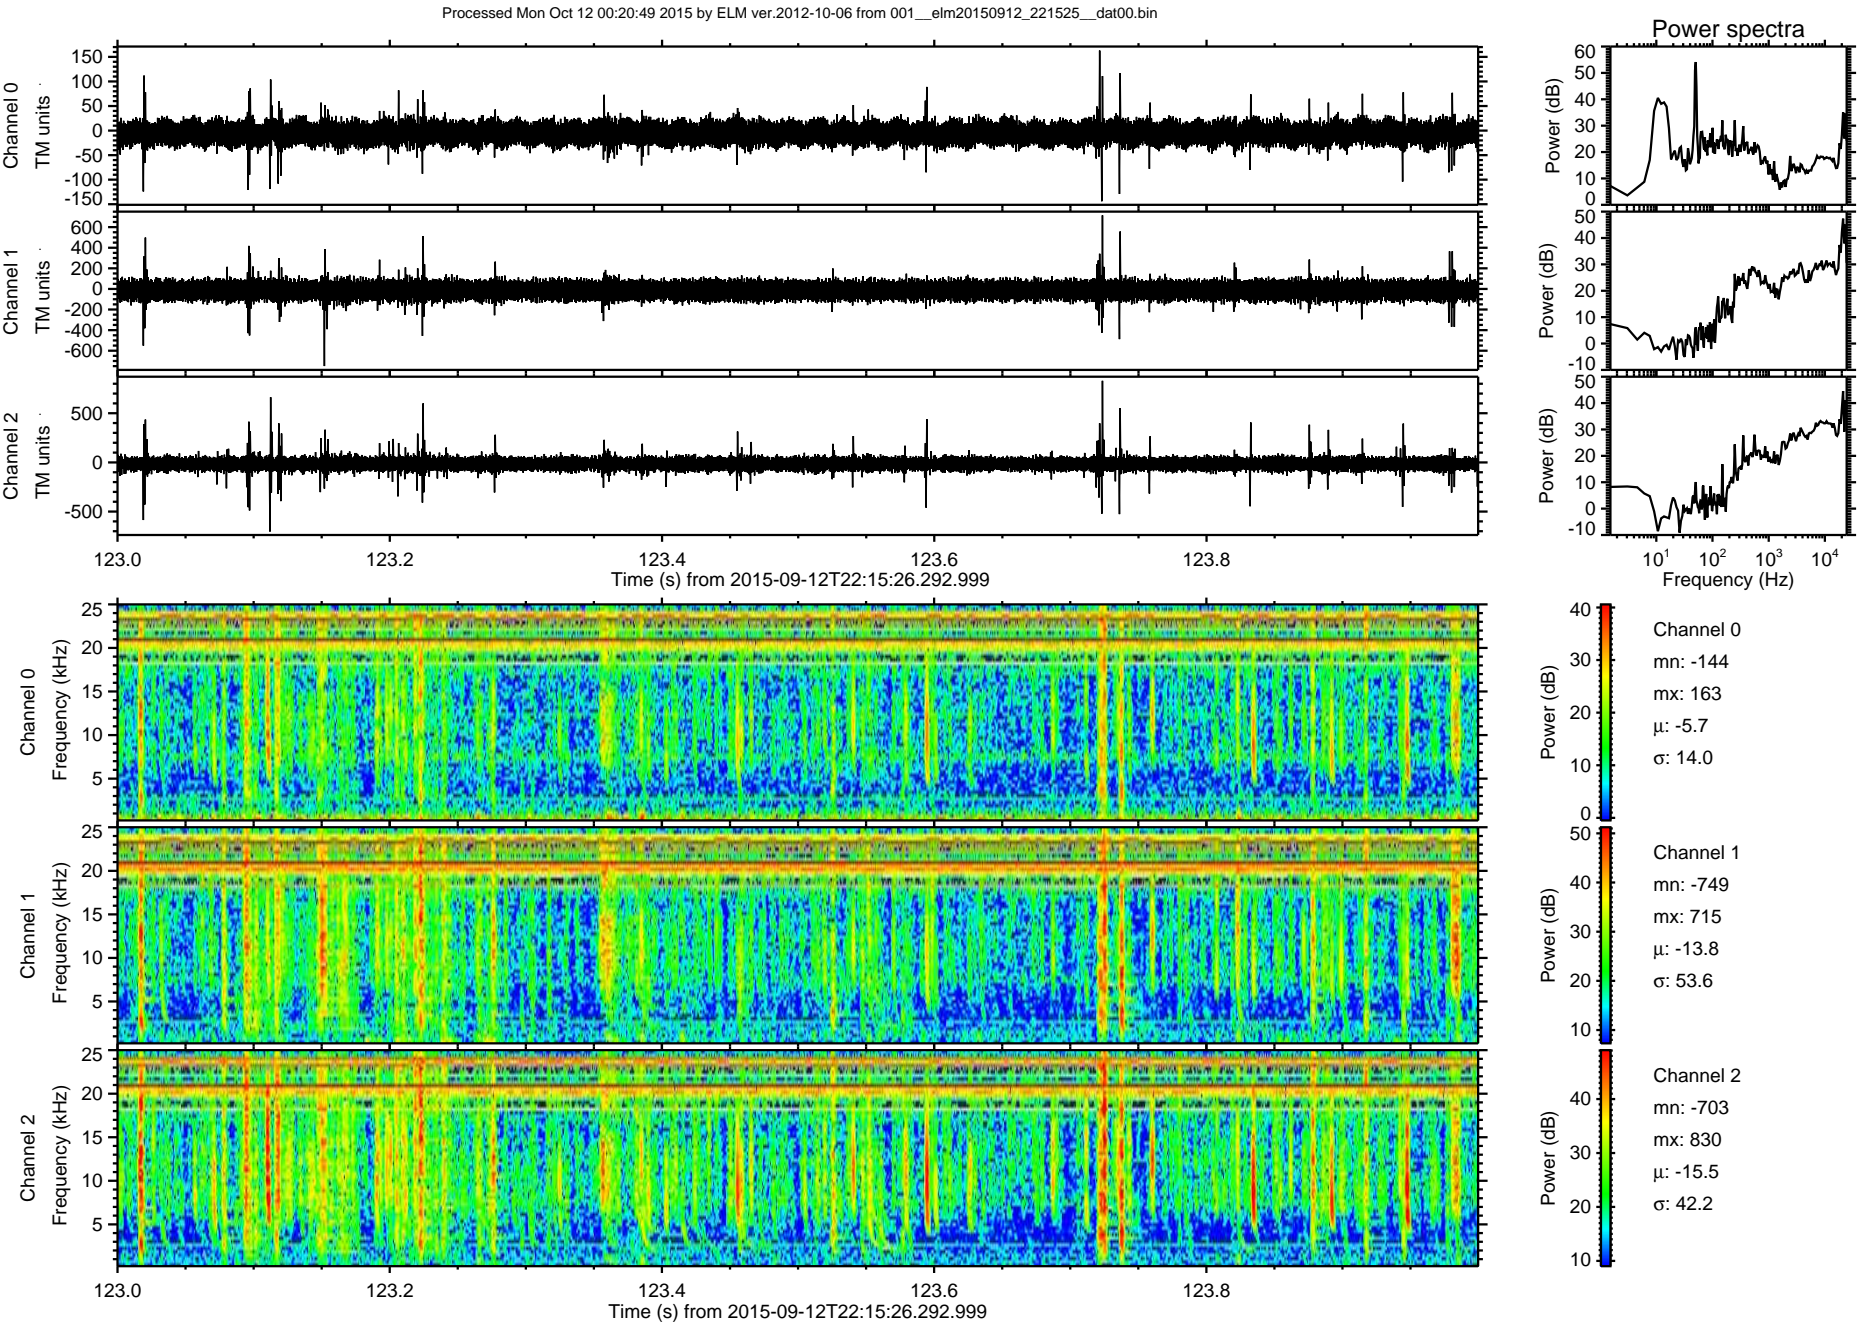 Processed Mon Oct 12 00:20:49 2015 by ELM ver.2012-10-06 from 001__elm20150912_221525__dat00.bin
Power spectra
Channel 0
TM units
150
100
50
0
-50
-100
-150
Power (dB)
60
50
40
30
20
10
0
Channel 1
TM units
600
400
200
0
-200
-400
-600
Power (dB)
50
40
30
20
10
0
-10
Channel 2
TM units
500
0
-500
Power (dB)
50
40
30
20
10
0
-10
123.0 123.2 123.4 123.6 123.8
Time (s) from 2015-09-12T22:15:26.292.999
10^1 10^2 10^3 10^4
Frequency (Hz)
Channel 0
Frequency (kHz)
25
20
15
10
5
Power (dB)
40
30
20
10
0
Channel 0
mn: -144
mx: 163
μ: -5.7
σ: 14.0
Channel 1
Frequency (kHz)
25
20
15
10
5
Power (dB)
50
40
30
20
10
Channel 1
mn: -749
mx: 715
μ: -13.8
σ: 53.6
Channel 2
Frequency (kHz)
25
20
15
10
5
Power (dB)
40
30
20
10
Channel 2
mn: -703
mx: 830
μ: -15.5
σ: 42.2
123.0 123.2 123.4 123.6 123.8
Time (s) from 2015-09-12T22:15:26.292.999